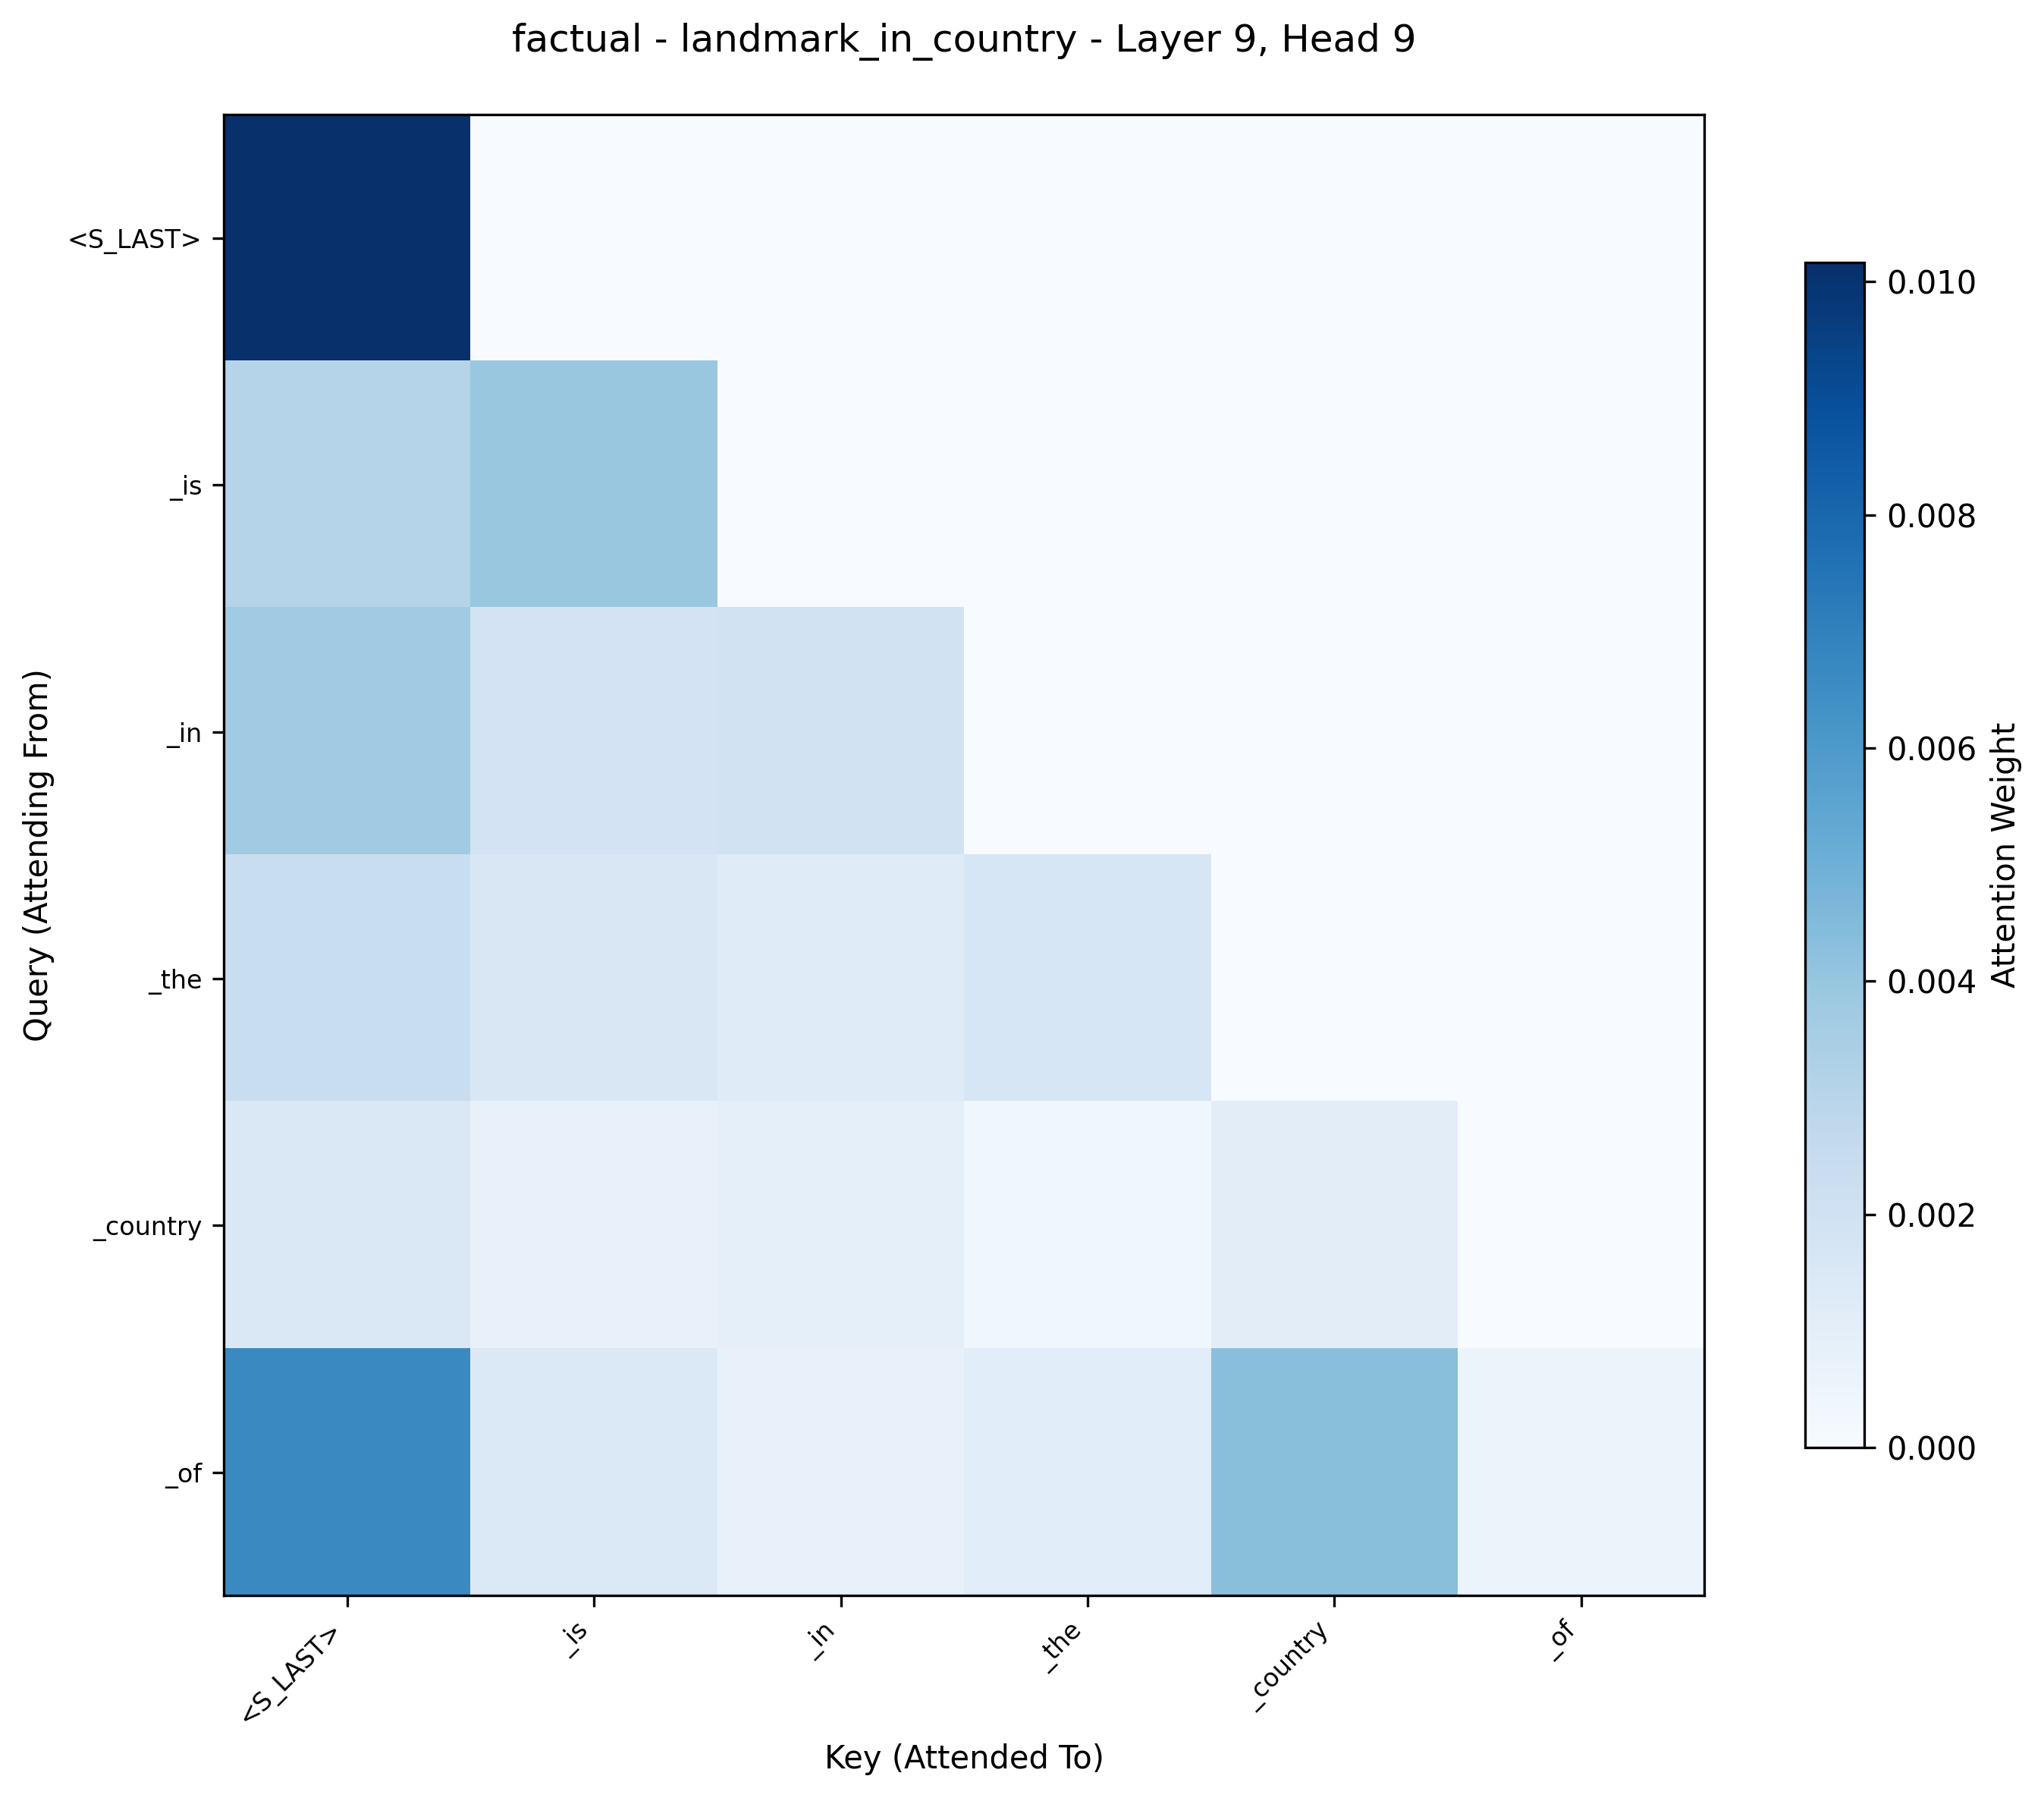 factual - landmark_in_country - Layer 9, Head 9
Query (Attending From)
<S_LAST>
_is
_in
_the
_country
_of
<S_LAST>
_is
_in
_the
_country
_of
Key (Attended To)
0.010
0.008
0.006
0.004
0.002
0.000
Attention Weight